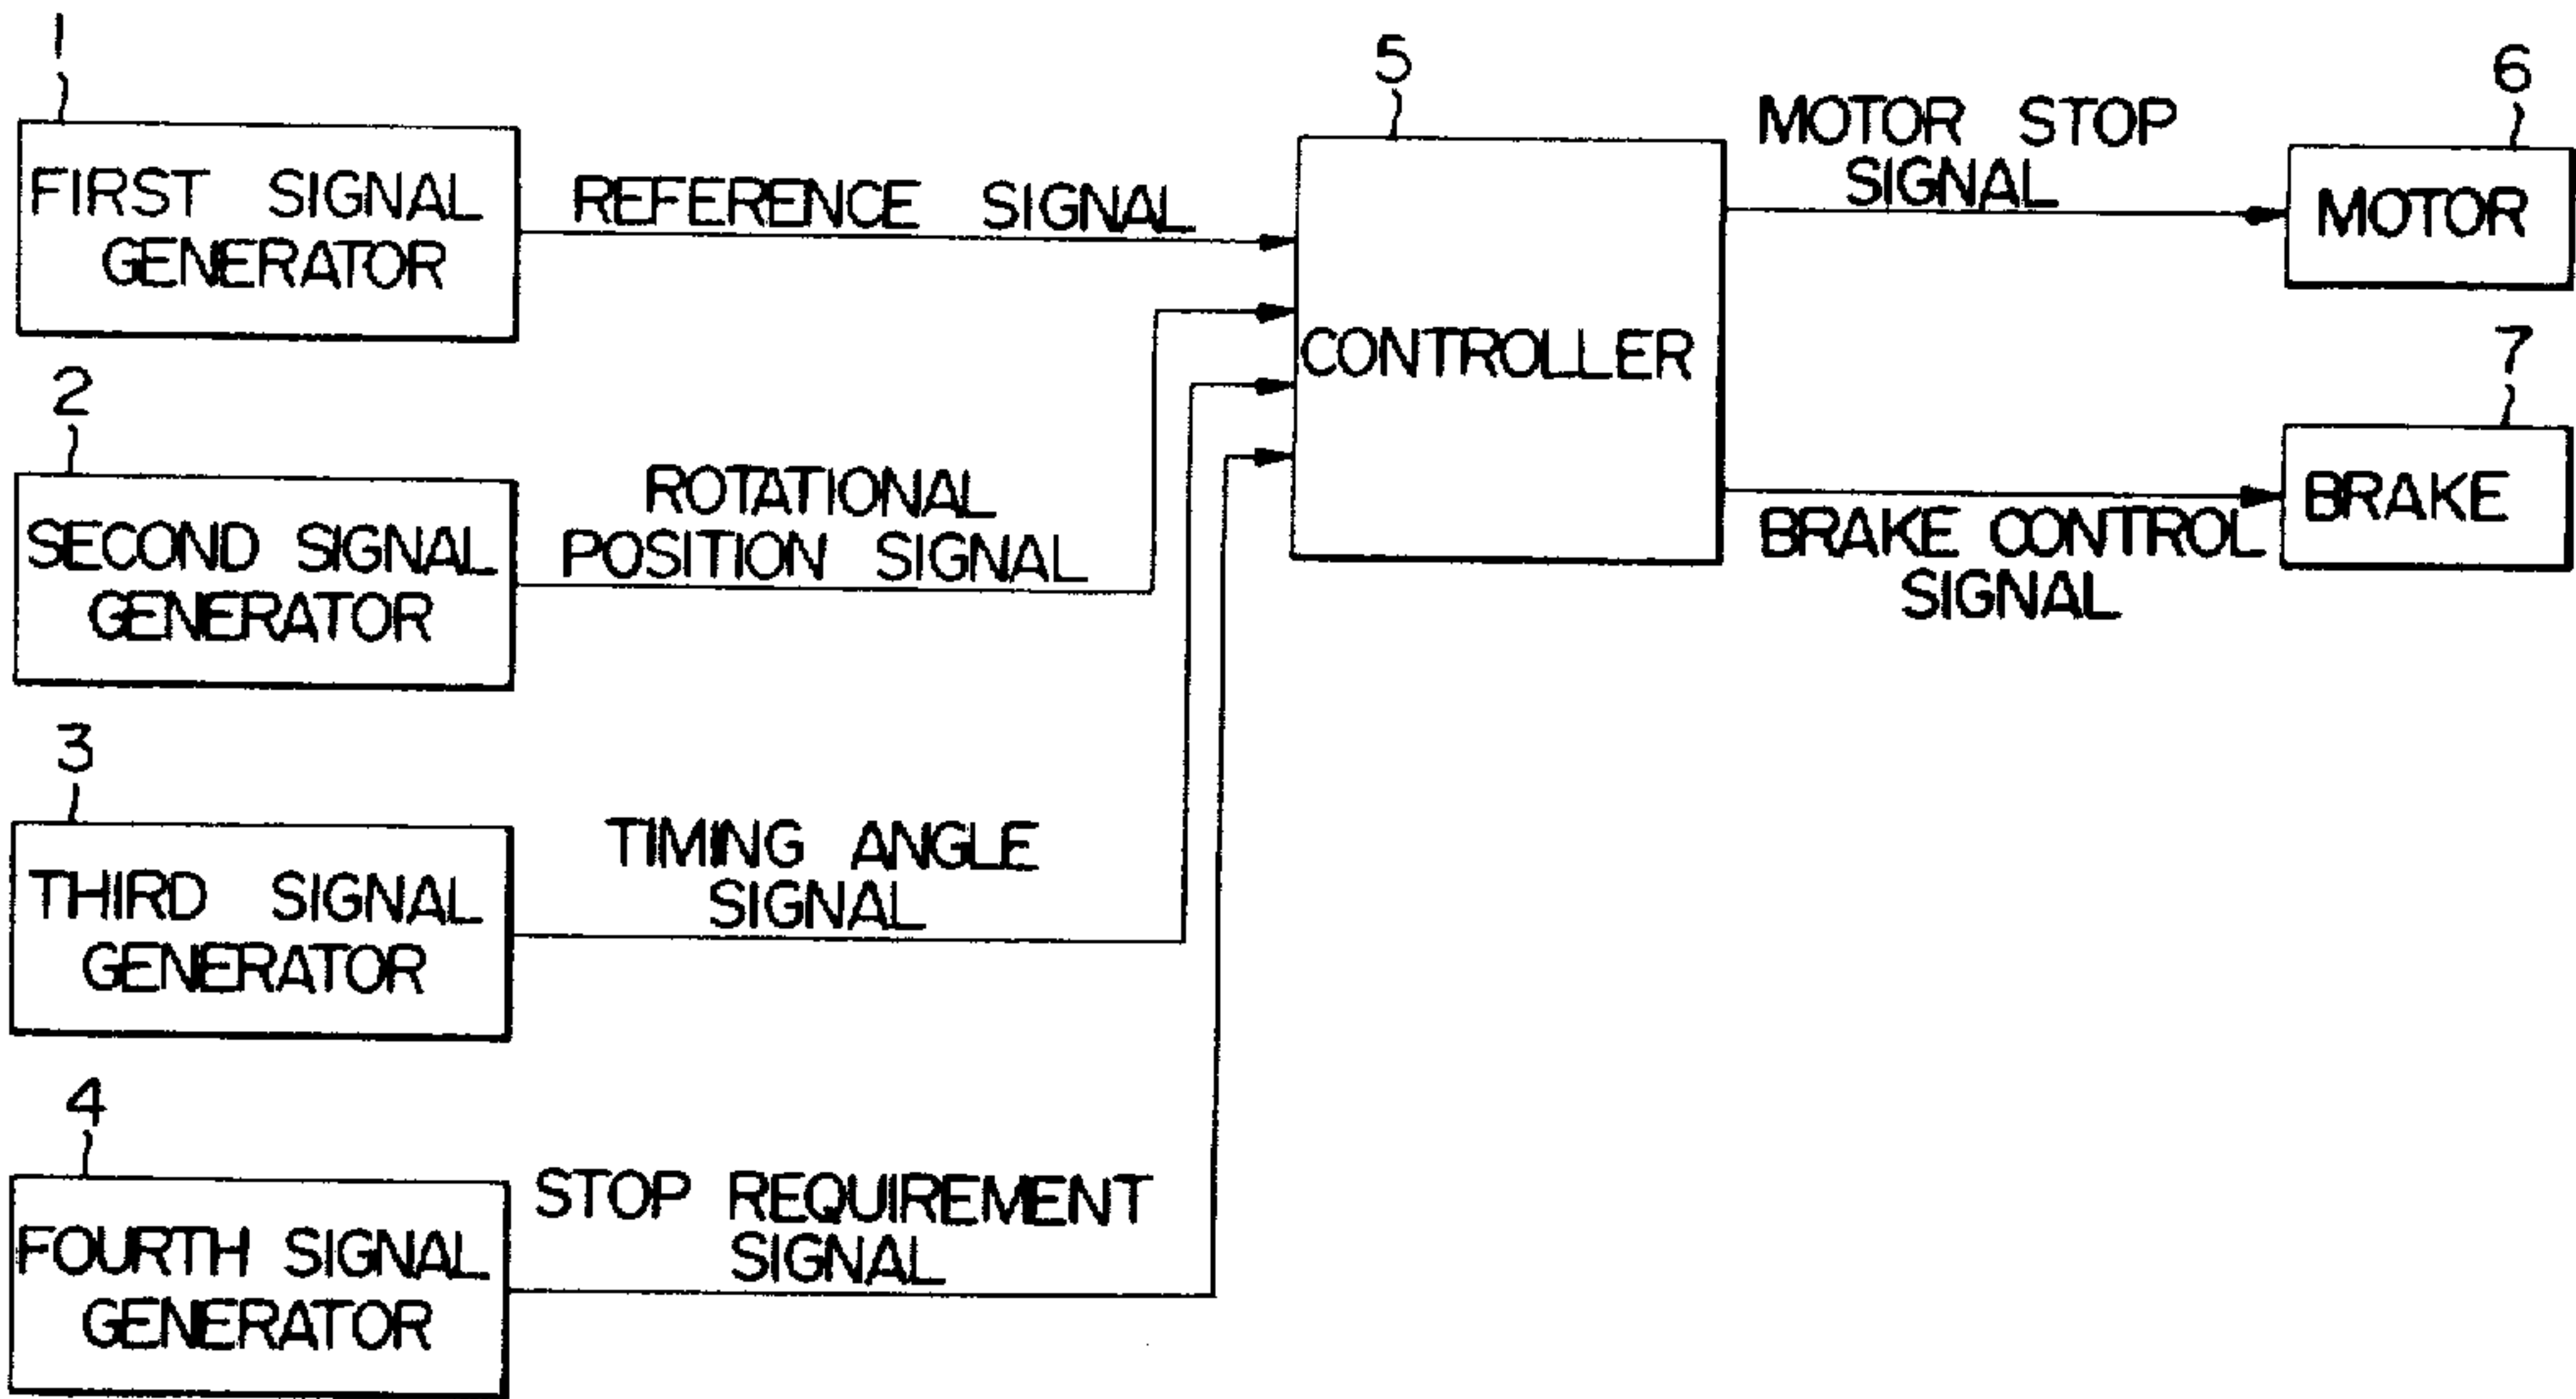 1
FIRST SIGNAL
GENERATOR
REFERENCE SIGNAL
2
SECOND SIGNAL
GENERATOR
ROTATIONAL
POSITION SIGNAL
3
THIRD SIGNAL
GENERATOR
TIMING ANGLE
SIGNAL
4
FOURTH SIGNAL
GENERATOR
STOP REQUIREMENT
SIGNAL
5
CONTROLLER
MOTOR STOP
SIGNAL
6
MOTOR
BRAKE CONTROL
SIGNAL
7
BRAKE